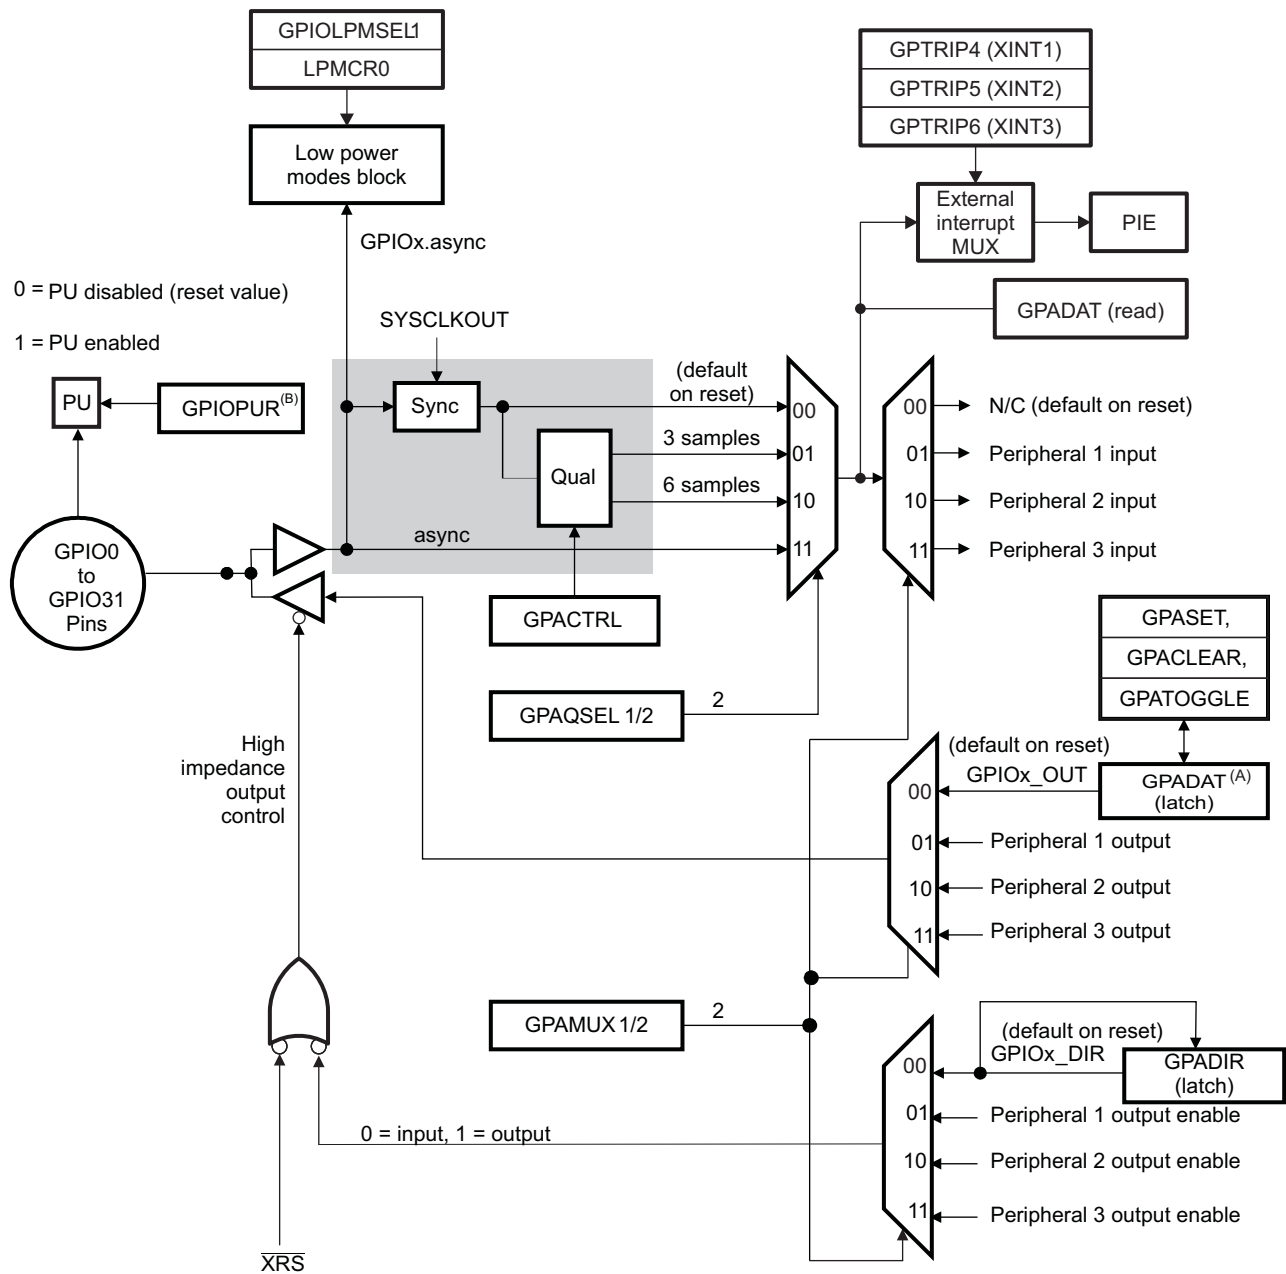 GPIOLPMSEL1
LPMCR0
Low power
modes block
GPIOx.async
GPTRIP4 (XINT1)
GPTRIP5 (XINT2)
GPTRIP6 (XINT3)
External
interrupt
MUX
PIE
GPADAT (read)
0 = PU disabled (reset value)
1 = PU enabled
PU
GPIOPUR(B)
SYSCLKOUT
Sync
Qual
(default
on reset)
3 samples
6 samples
async
00
01
10
11
00
01
10
11
N/C (default on reset)
Peripheral 1 input
Peripheral 2 input
Peripheral 3 input
GPIO0
to
GPIO31
Pins
GPACTRL
GPAQSEL 1/2
2
GPASET,
GPACLEAR,
GPATOGGLE
High
impedance
output
control
(default on reset)
GPIOx_OUT
GPADAT(A)
(latch)
00
01
10
11
Peripheral 1 output
Peripheral 2 output
Peripheral 3 output
GPAMUX 1/2
2
(default on reset)
GPIOx_DIR
GPADIR
(latch)
00
01
10
11
Peripheral 1 output enable
Peripheral 2 output enable
Peripheral 3 output enable
0 = input, 1 = output
XRS